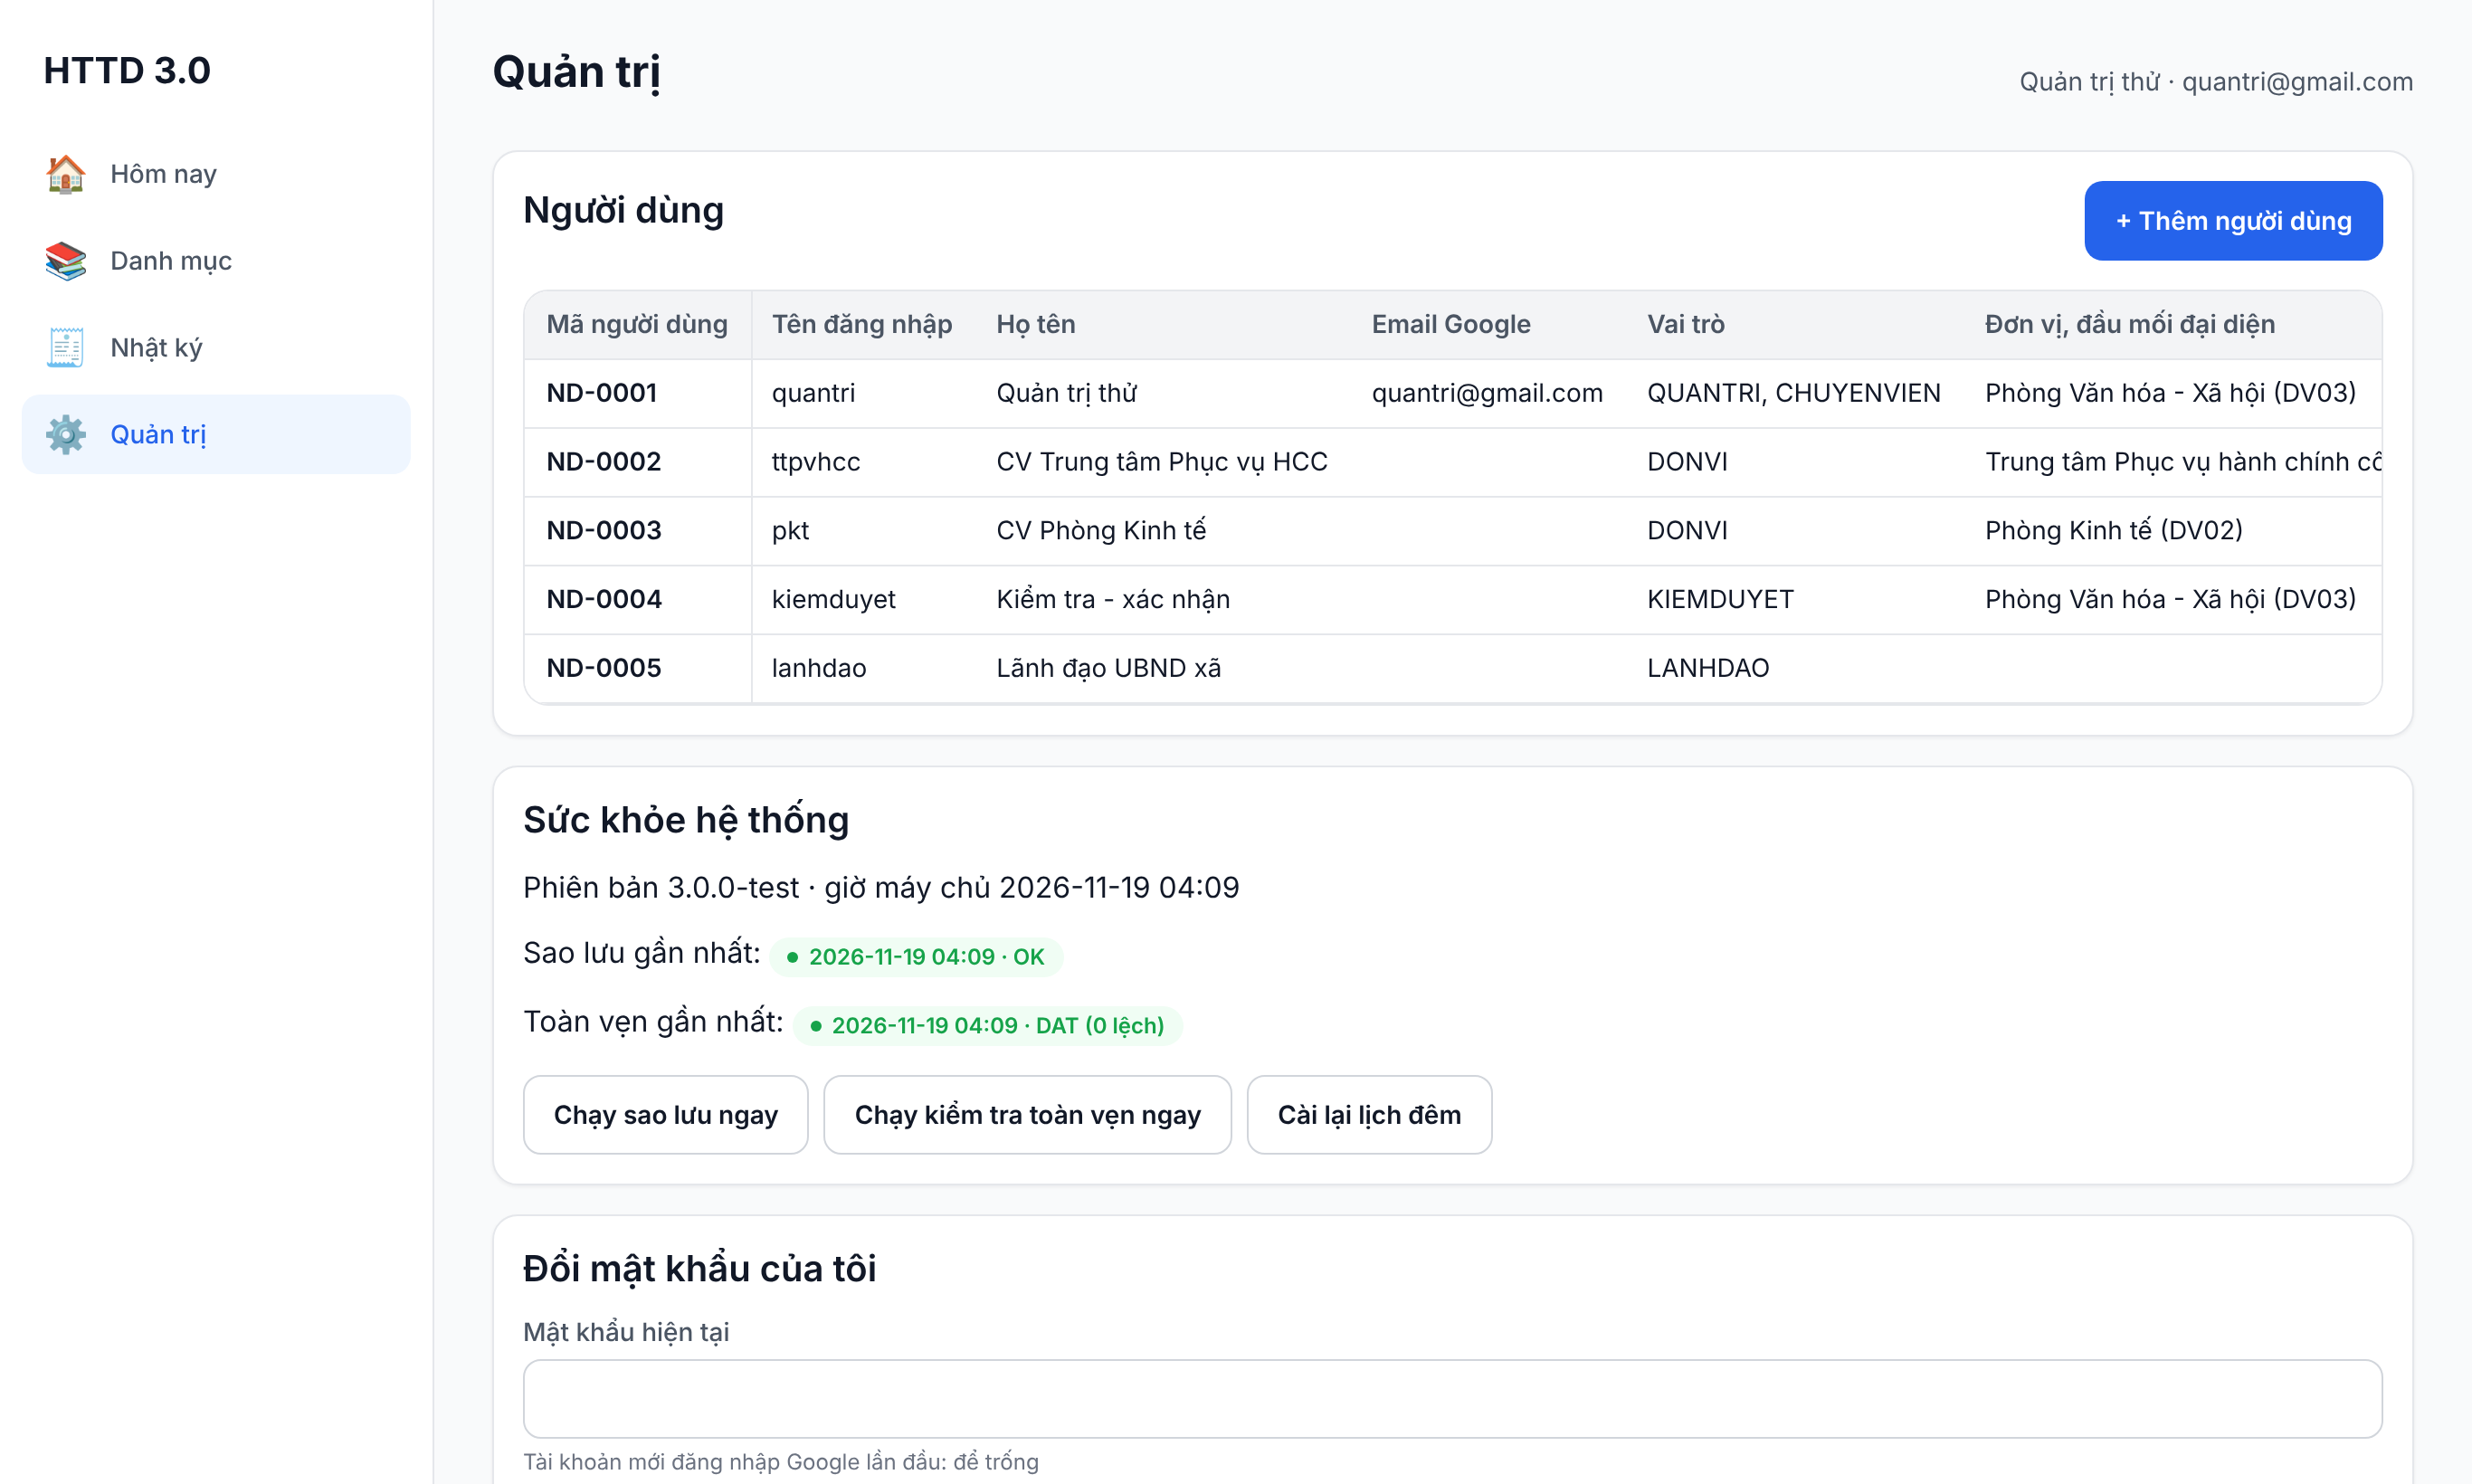 HTTD 3.0
Hôm nay
Danh mục
Nhật ký
Quản trị
Quản trị
Quản trị thử · quantri@gmail.com
Người dùng
+ Thêm người dùng
Mã người dùng Tên đăng nhập Họ tên Email Google Vai trò Đơn vị, đầu mối đại diện
ND-0001 quantri Quản trị thử quantri@gmail.com QUANTRI, CHUYENVIEN Phòng Văn hóa - Xã hội (DV03)
ND-0002 ttpvhcc CV Trung tâm Phục vụ HCC DONVI Trung tâm Phục vụ hành chính
ND-0003 pkt CV Phòng Kinh tế DONVI Phòng Kinh tế (DV02)
ND-0004 kiemduyet Kiểm tra - xác nhận KIEMDUYET Phòng Văn hóa - Xã hội (DV03)
ND-0005 lanhdao Lãnh đạo UBND xã LANHDAO
Sức khỏe hệ thống
Phiên bản 3.0.0-test · giờ máy chủ 2026-11-19 04:09
Sao lưu gần nhất: 2026-11-19 04:09 · OK
Toàn vẹn gần nhất: 2026-11-19 04:09 · DAT (0 lệch)
Chạy sao lưu ngay Chạy kiểm tra toàn vẹn ngay Cài lại lịch đêm
Đổi mật khẩu của tôi
Mật khẩu hiện tại
Tài khoản mới đăng nhập Google lần đầu: để trống